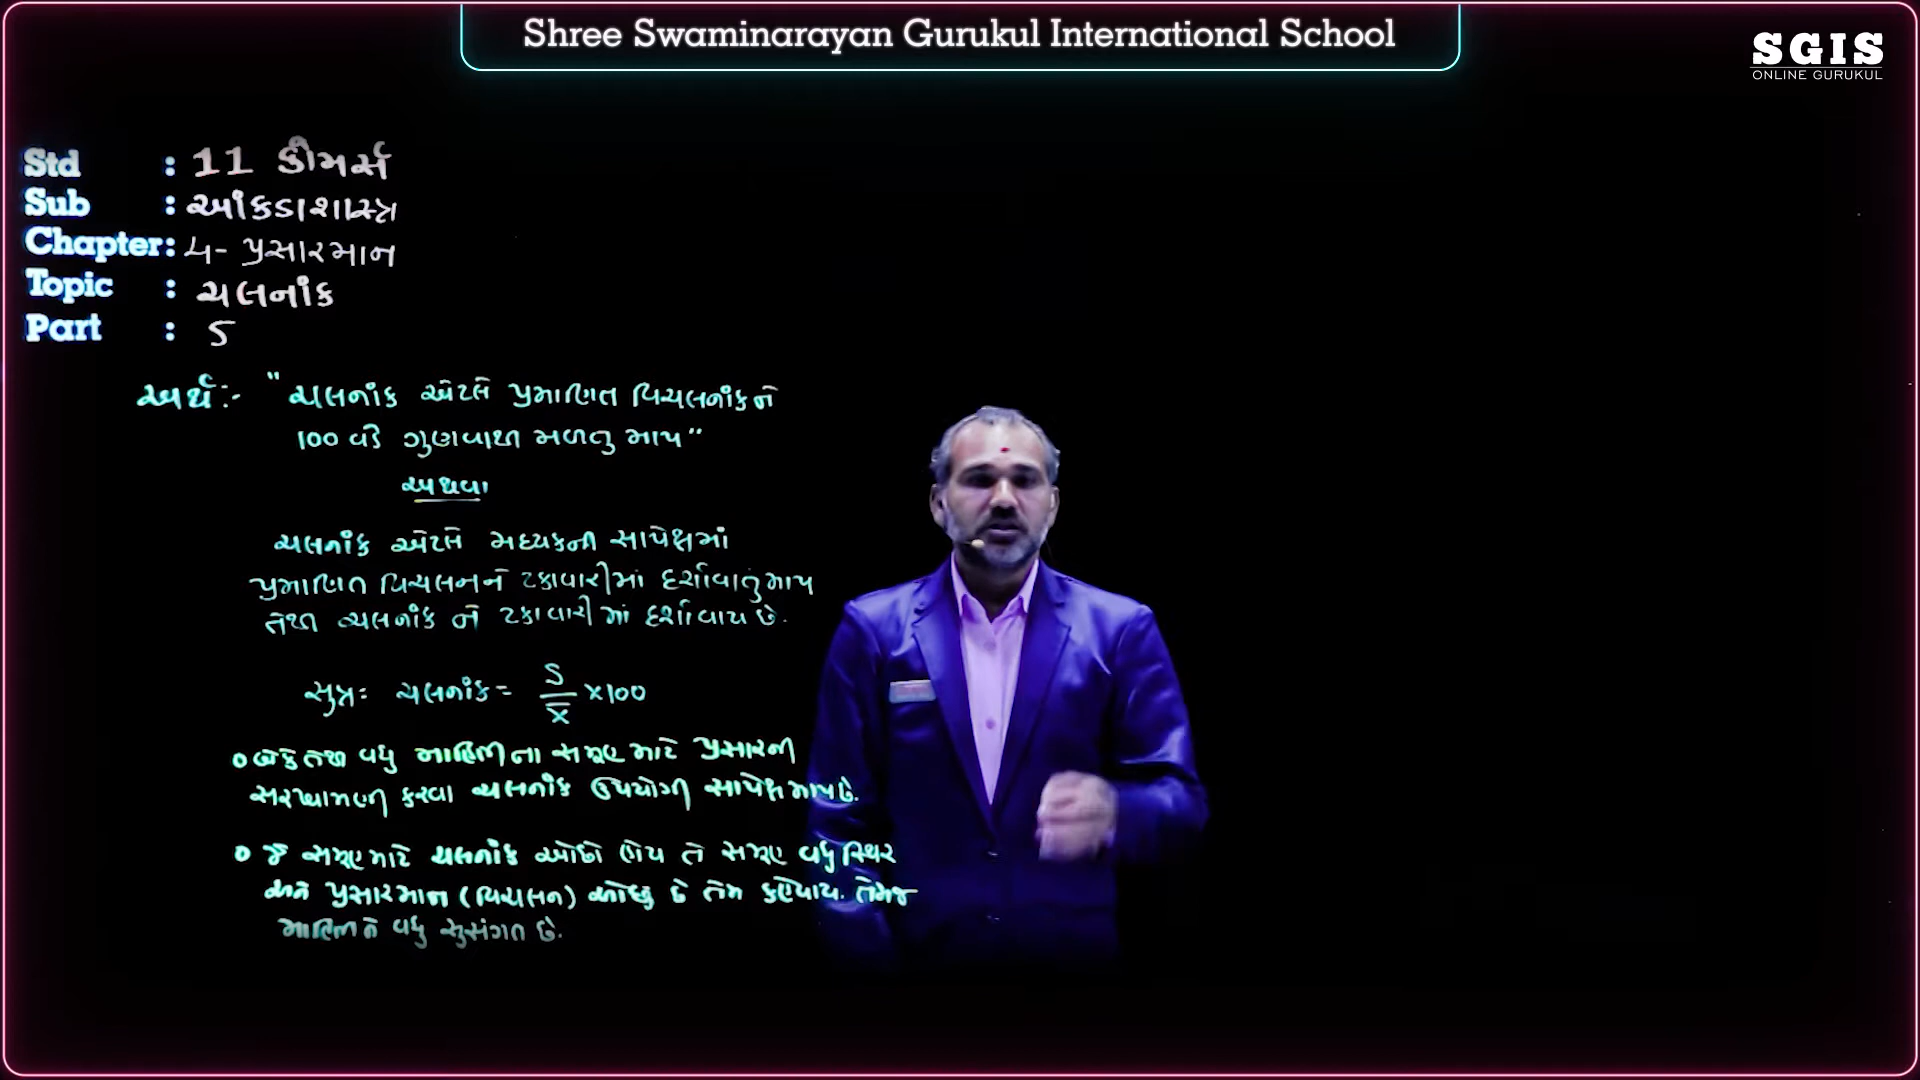 Shree Swaminarayan Gurukul International School
SGIS
ONLINE GURUKUL
Std : 11 કોમર્સ
Sub : આંકડાશાસ્ત્ર
Chapter: 4- પ્રસારમાન
Topic : ચલનાંક
Part : 5
અર્થ:- "ચલનાંક એટલે પ્રમાણિત વિચલનાંકને
100 વડે ગુણવાથી મળતુ માપ"
અથવા
ચલનાંક એટલે મધ્યકની સાપેક્ષમાં
પ્રમાણિત વિચલનને ટકાવારીમાં દર્શાવાતું માપ
તેથી ચલનાંક ને ટકાવારી માં દર્શાવાય છે.
સુત્ર: ચલનાંક = S/x̅ ×100
૦ બેકે તેથી વધુ માહિતીના સમૂહ માટે પ્રસારની
સરખામણી કરવા ચલનાંક ઉપયોગી સાપેક્ષ માપ છે.
૦ જે સમૂહ માટે ચલનાંક ઓછો હોય તે સમૂહ વધુ સ્થિર
અને પ્રસારમાન (વિચલન) ઓછું છે તેમ કહેવાય. તેમજ
માહિતી વધુ સુસંગત છે.